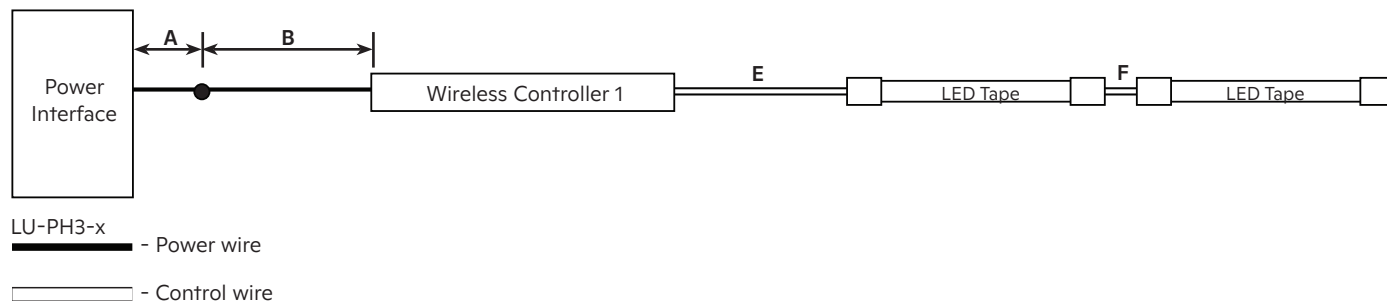 A
B
Power
Interface
Wireless Controller 1
E
LED Tape
F
LED Tape
LU-PH3-x
- Power wire
- Control wire